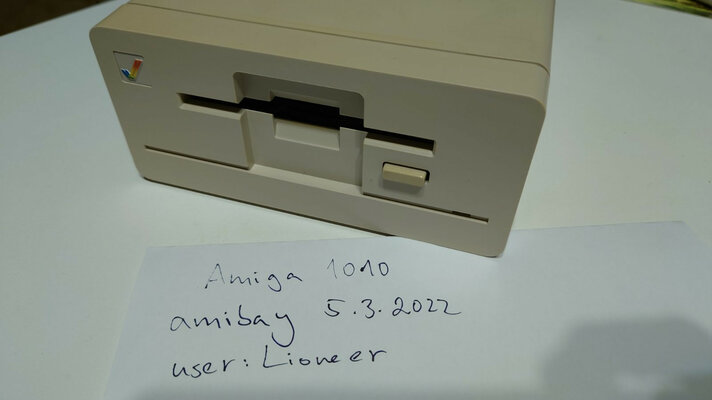 Amiga 1010
amibay 5.3.2022
user: Lioneer